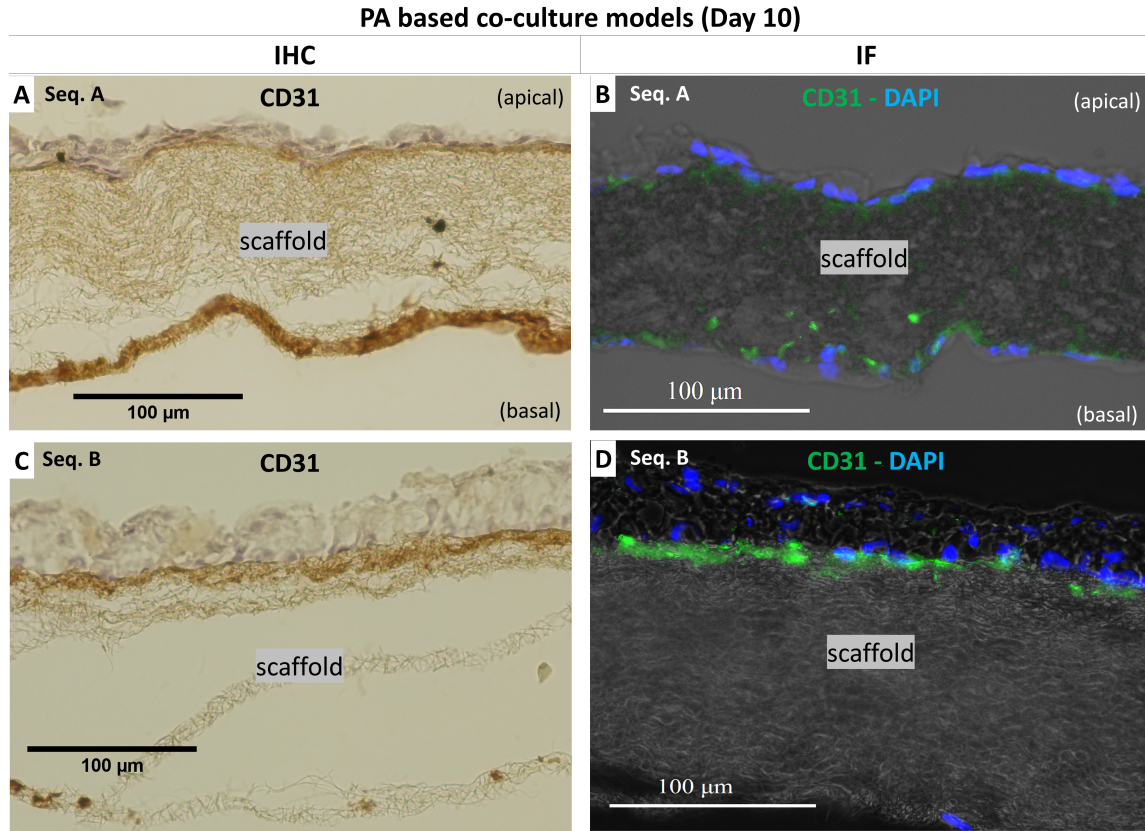 PA based co-culture models (Day 10)
IHC
IF
A Seq. A CD31 (apical)
scaffold
100 µm
(basal)
B Seq. A CD31 - DAPI (apical)
scaffold
100 µm
(basal)
C Seq. B CD31
scaffold
100 µm
D Seq. B CD31 - DAPI
scaffold
100 µm